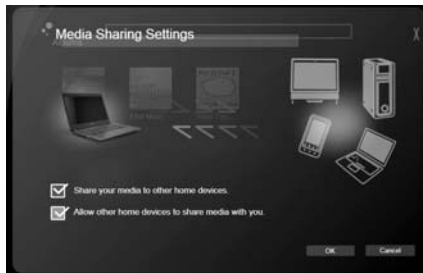 Media Sharing Settings
X
Share your media to other home devices.
Allow other home devices to share media with you.
OK
Cancel